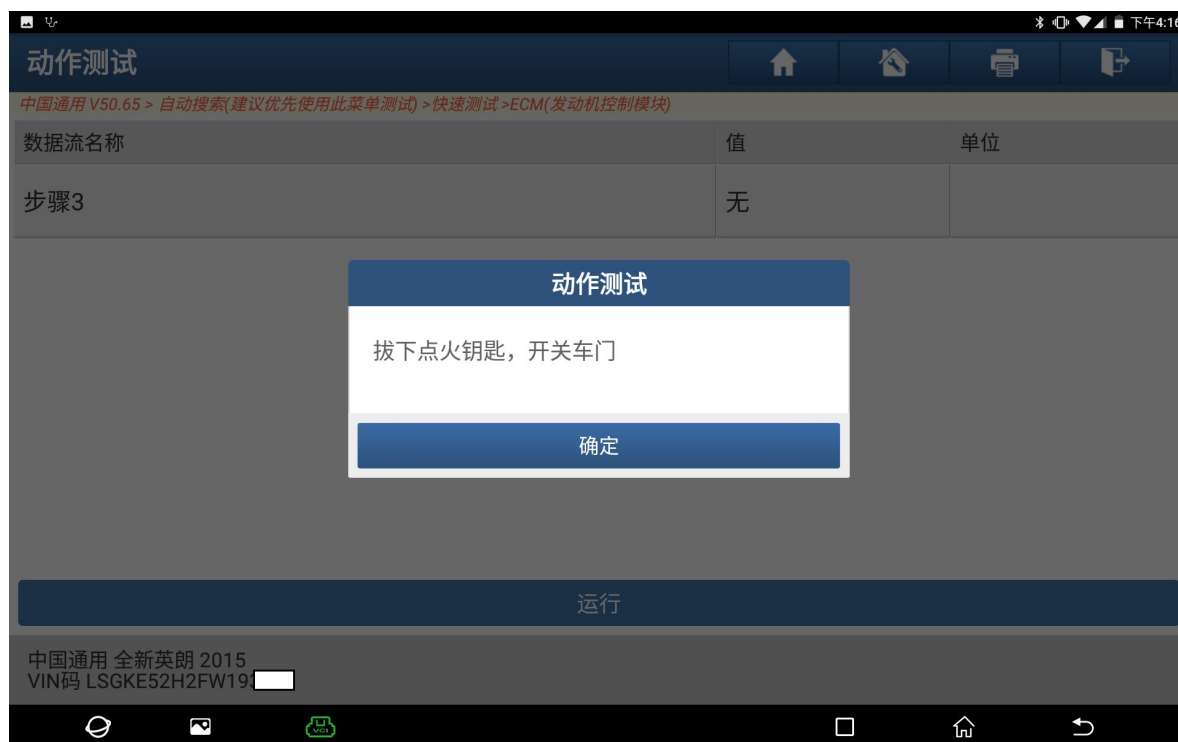 下午4:16
动作测试
中国通用 V50.65 > 自动搜索(建议优先使用此菜单测试) >快速测试 >ECM(发动机控制模块)
数据流名称 值 单位
步骤3 无
动作测试
拔下点火钥匙，开关车门
确定
运行
中国通用 全新英朗 2015
VIN码 LSGKE52H2FW19
VCI